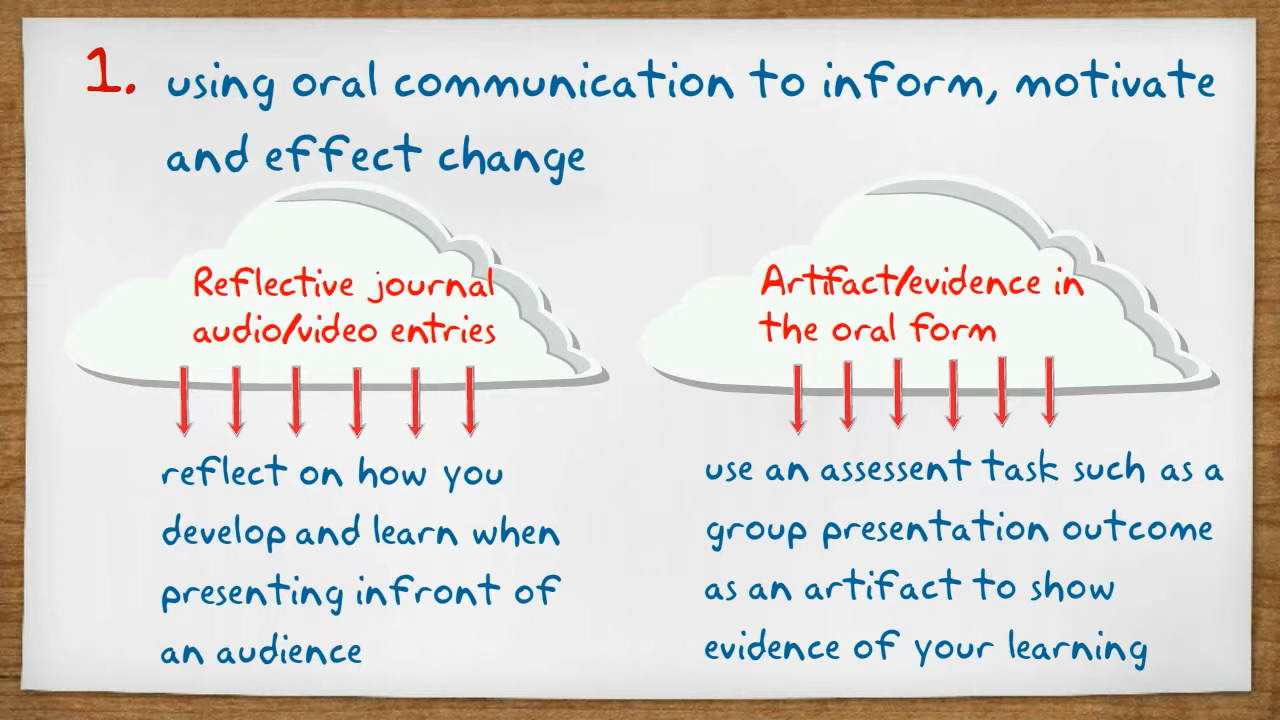 1. using oral communication to inform, motivate
and effect change
Reflective journal
audio/video entries
reflect on how you
develop and learn when
presenting infront of
an audience
Artifact/evidence in
the oral form
use an assessent task such as a
group presentation outcome
as an artifact to show
evidence of your learning